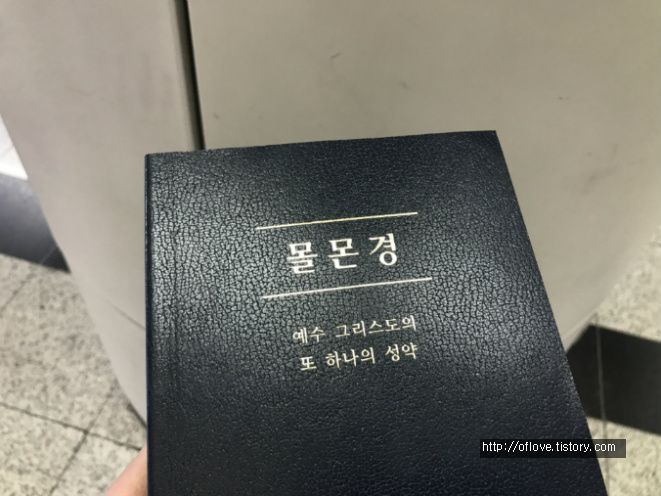 몰몬경
예수 그리스도의
또 하나의 성약
http://oflove.tistory.com